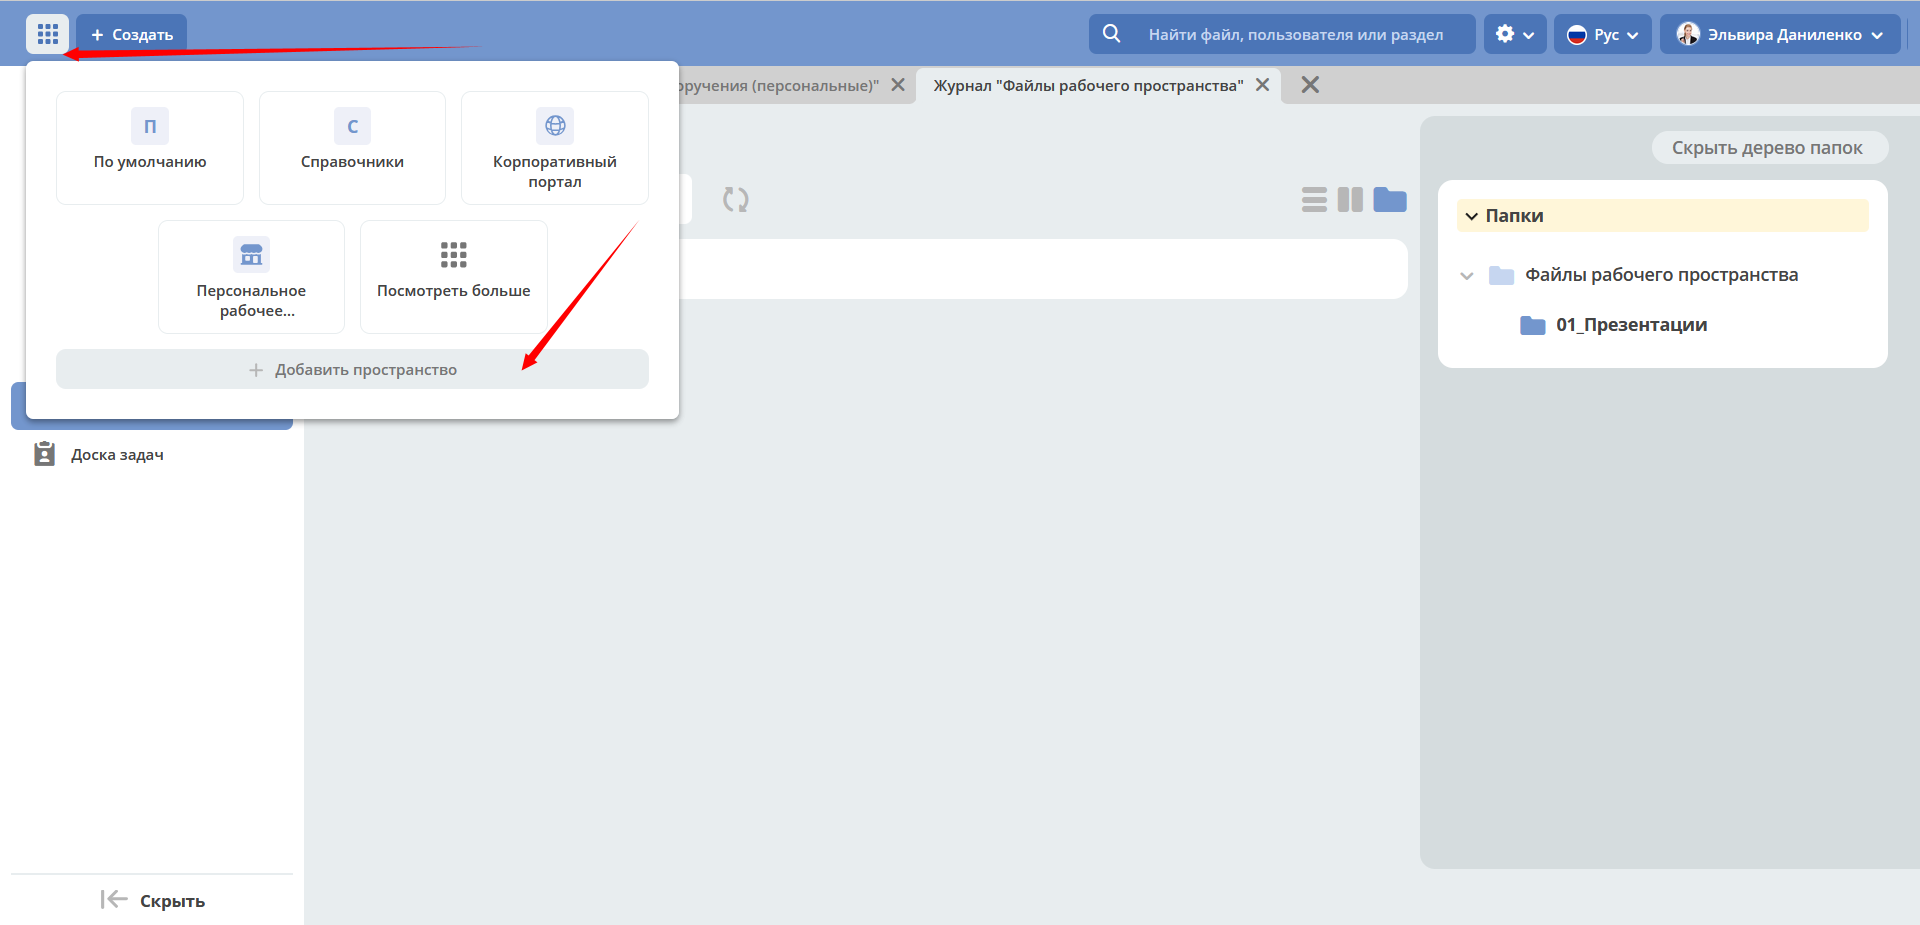 + Создать
Найти файл, пользователя или раздел
Рус
Эльвира Даниленко
оручения (персональные)"
Журнал "Файлы рабочего пространства"
П
По умолчанию
С
Справочники
Корпоративный
портал
Персональное
рабочее...
Посмотреть больше
+ Добавить пространство
Скрыть дерево папок
Папки
Файлы рабочего пространства
01_Презентации
Доска задач
Скрыть